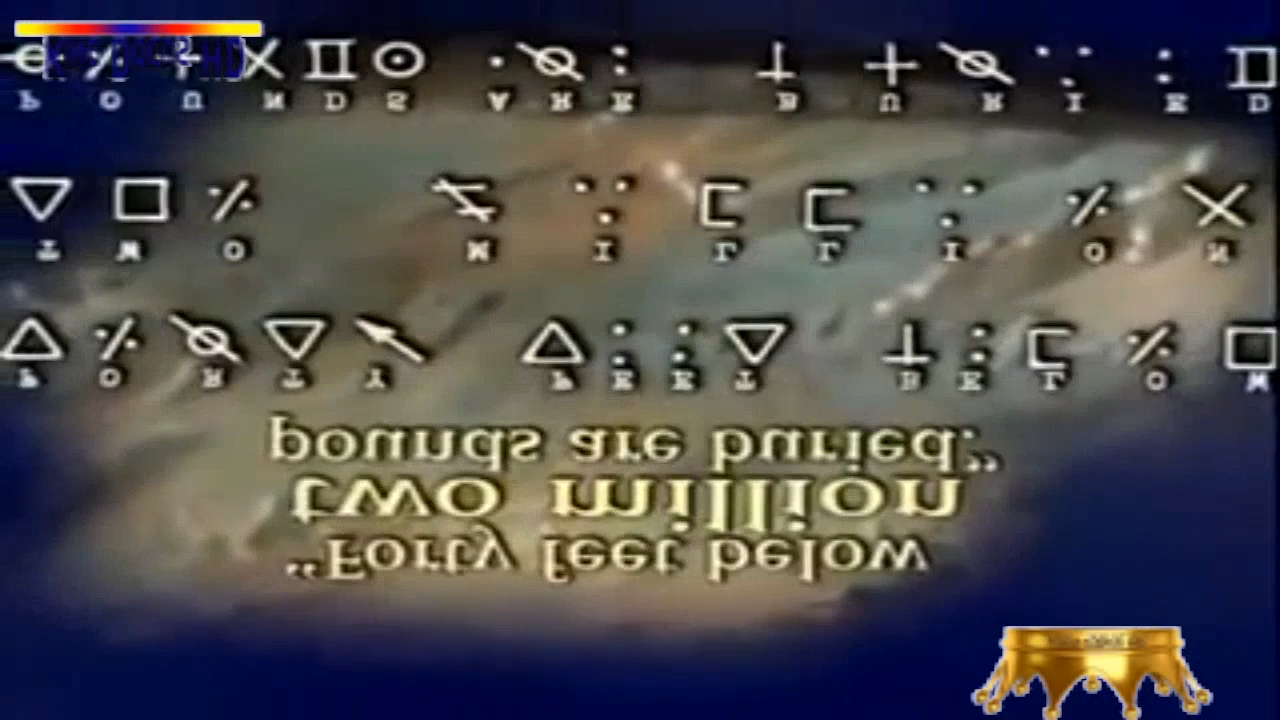 “Forty feet below
two million
pounds are buried.”
F O R T Y F E E T B E L O W
T W O M I L L I O N
P O U N D S A R E B U R I E D